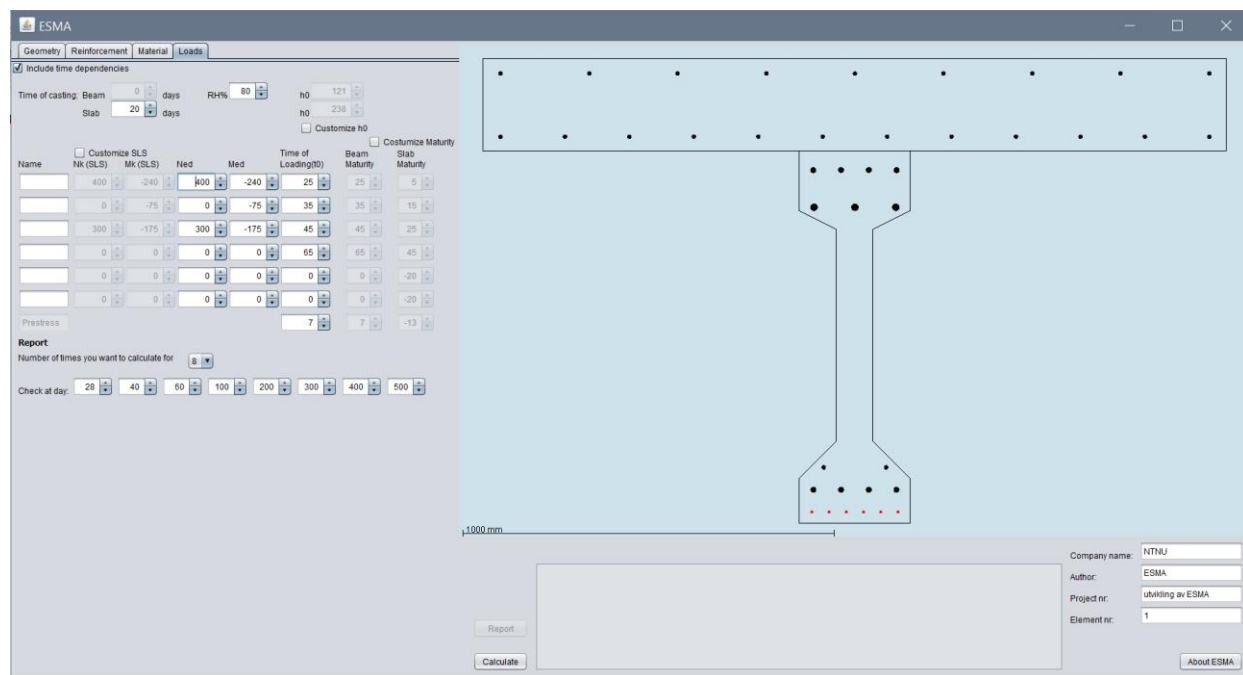 ESMA
Geometry Reinforcement Material Loads
Include time dependencies
Time of casting: Beam 0 days RH% 80 h0 121
Slab 20 days h0 238
Customize h0
Costumize Maturity
Customize SLS Time of Beam Slab
Name Nk (SLS) Mk (SLS) Ned Med Loading(t0) Maturity Maturity
400 -240 400 -240 25 25 5
0 -75 0 -75 35 35 15
300 -175 300 -175 45 45 25
0 0 0 0 65 65 45
0 0 0 0 0 0 -20
0 0 0 0 0 0 -20
Prestress 7 7 -13
Report
Number of times you want to calculate for 8
Check at day: 28 40 60 100 200 300 400 500
1000 mm
Company name: NTNU
Author: ESMA
Project nr: utvikling av ESMA
Element nr: 1
Report
Calculate
About ESMA